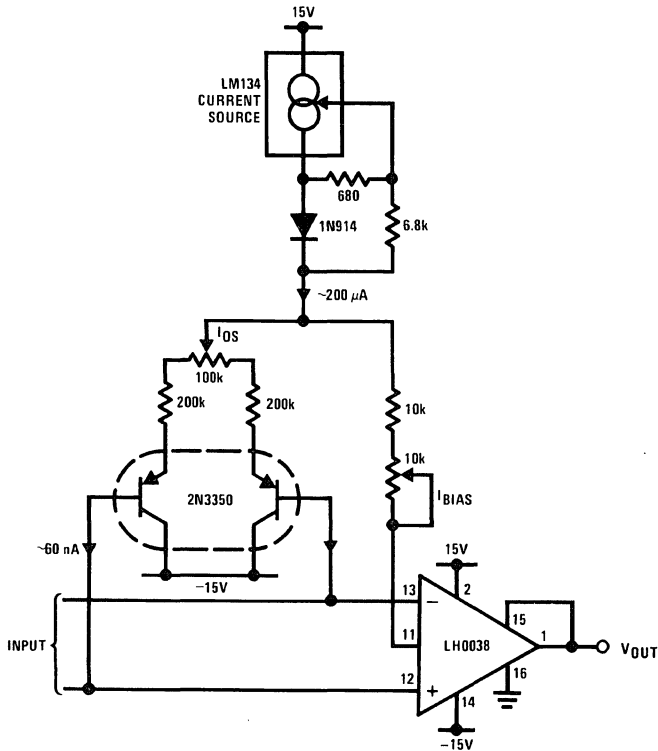 15V
LM134
CURRENT
SOURCE
680
1N914
6.8k
~200 μA
IOS
100k
200k
200k
10k
10k
2N3350
IBIAS
~60 nA
-15V
15V
13
-
2
15
INPUT
11
LH0038
1
VOUT
12
+
16
14
-15V